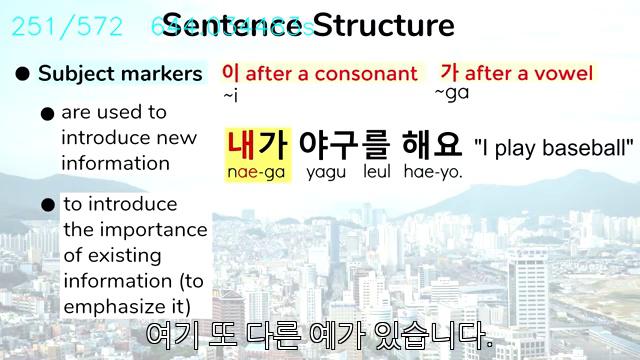 251/572
Sentence Structure
● Subject markers
이 after a consonant
~i
가 after a vowel
~ga
● are used to
introduce new
information
내가 야구를 해요 "I play baseball"
nae-ga yagu leul hae-yo.
● to introduce
the importance
of existing
information (to
emphasize it)
여기 또 다른 예가 있습니다.